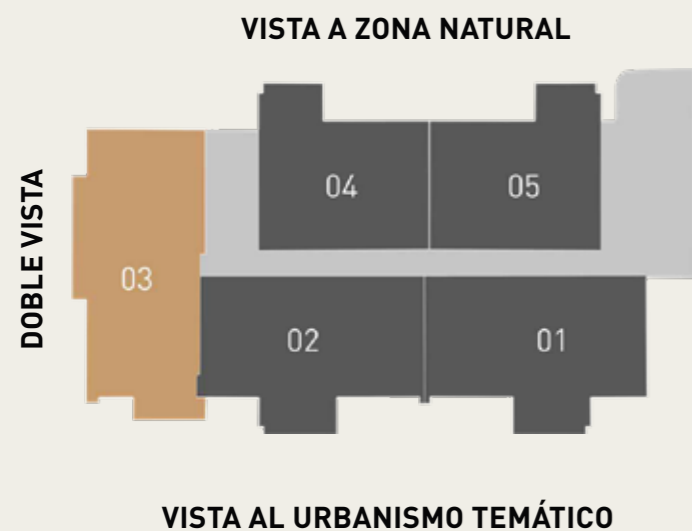 VISTA A ZONA NATURAL
DOBLE VISTA
04
05
03
02
01
VISTA AL URBANISMO TEMÁTICO